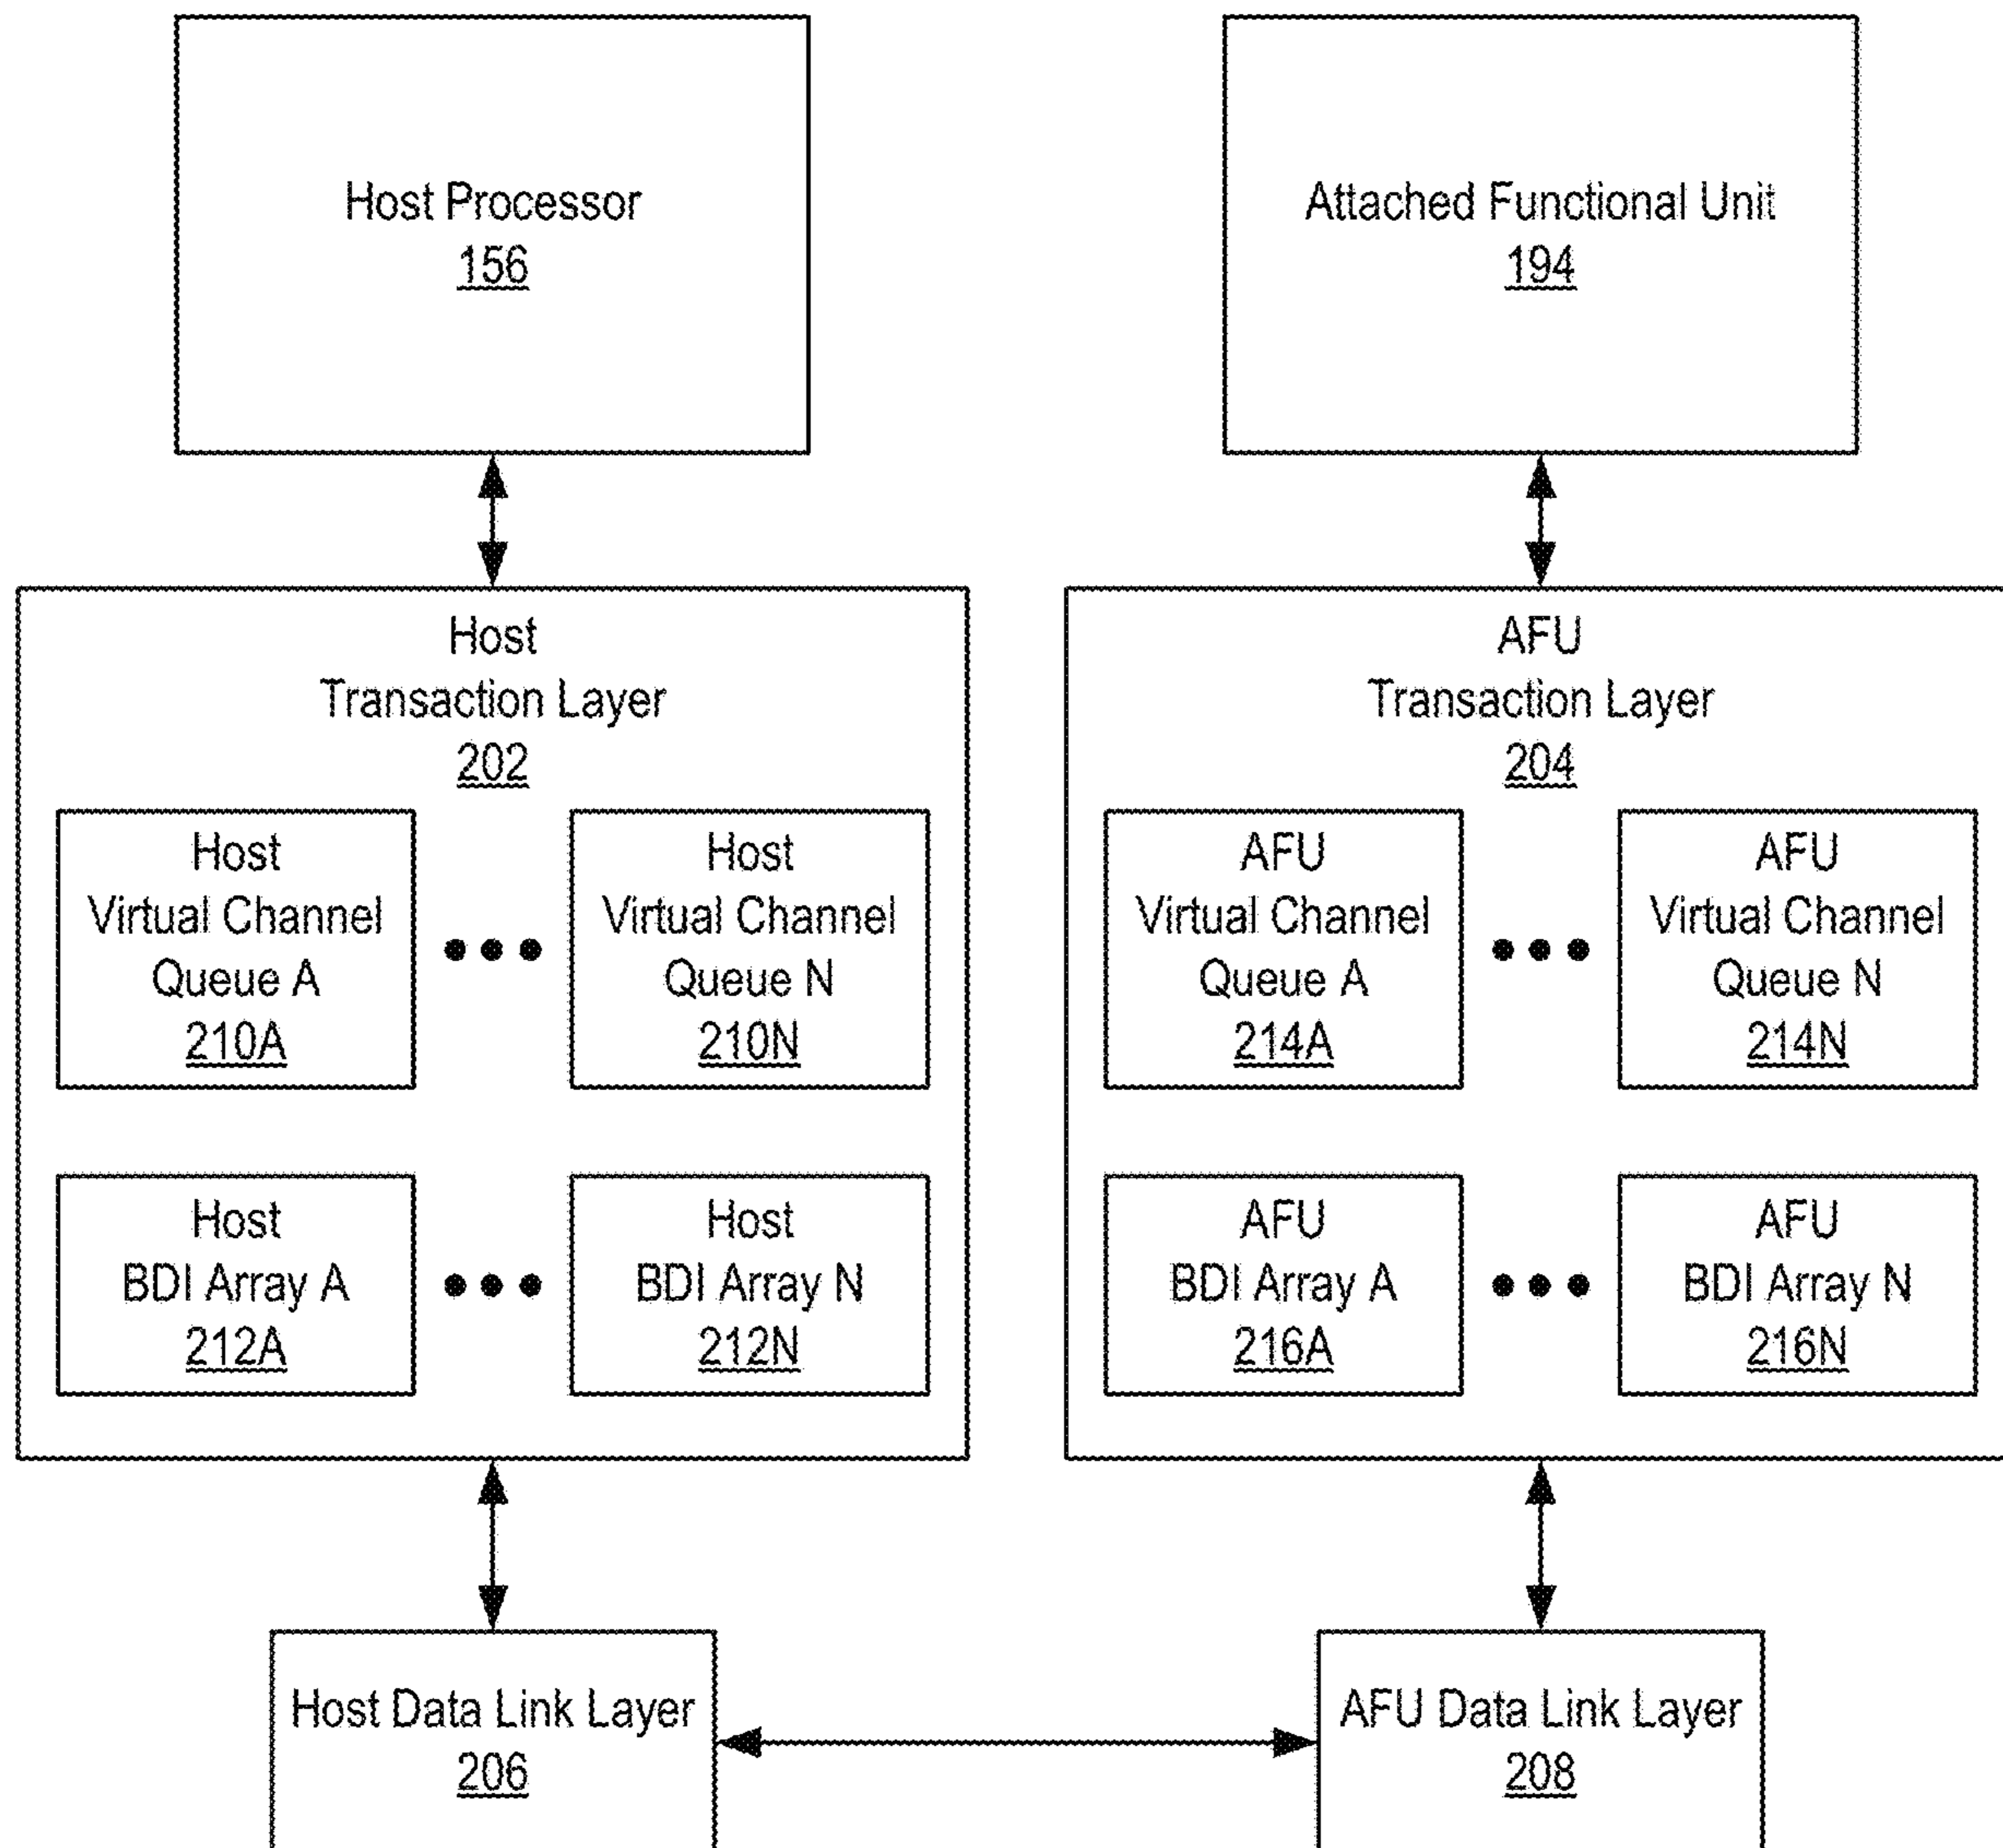 Host Processor
156
Attached Functional Unit
194
Host
Transaction Layer
202
Host
Virtual Channel
Queue A
210A
Host
Virtual Channel
Queue N
210N
Host
BDI Array A
212A
Host
BDI Array N
212N
AFU
Transaction Layer
204
AFU
Virtual Channel
Queue A
214A
AFU
Virtual Channel
Queue N
214N
AFU
BDI Array A
216A
AFU
BDI Array N
216N
Host Data Link Layer
206
AFU Data Link Layer
208